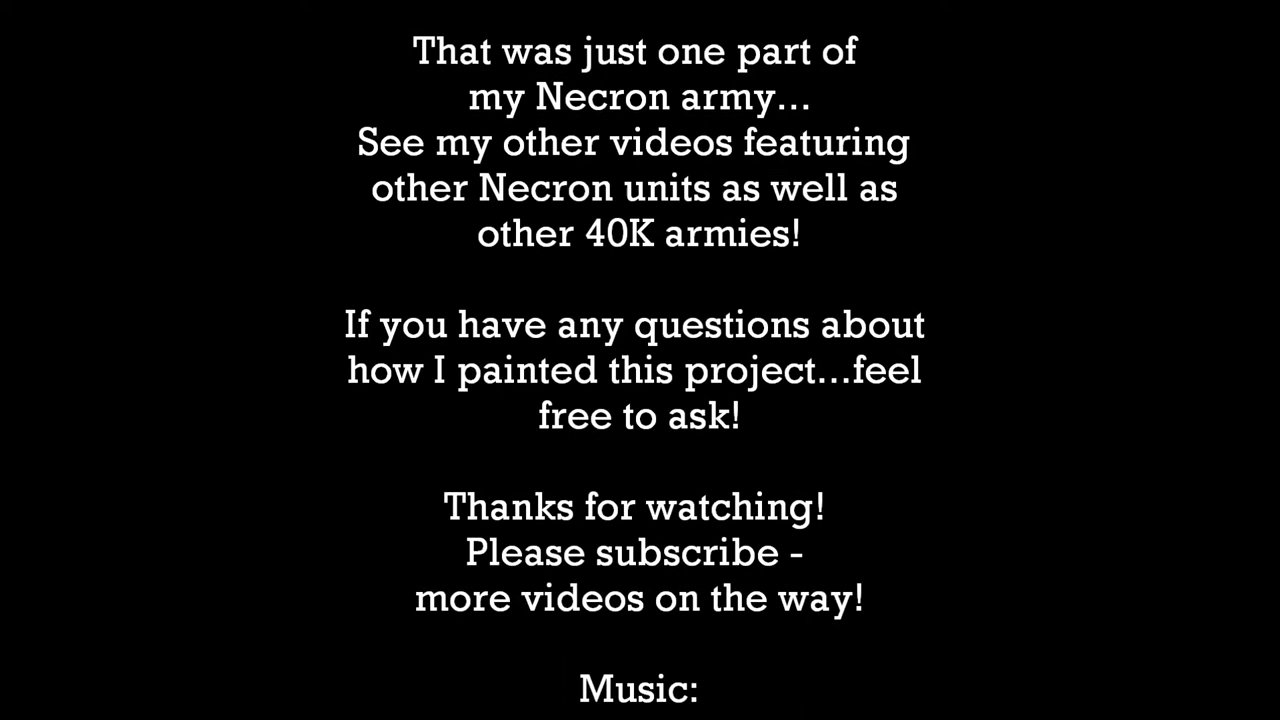 That was just one part of
my Necron army...
See my other videos featuring
other Necron units as well as
other 40K armies!
If you have any questions about
how I painted this project...feel
free to ask!
Thanks for watching!
Please subscribe -
more videos on the way!
Music: